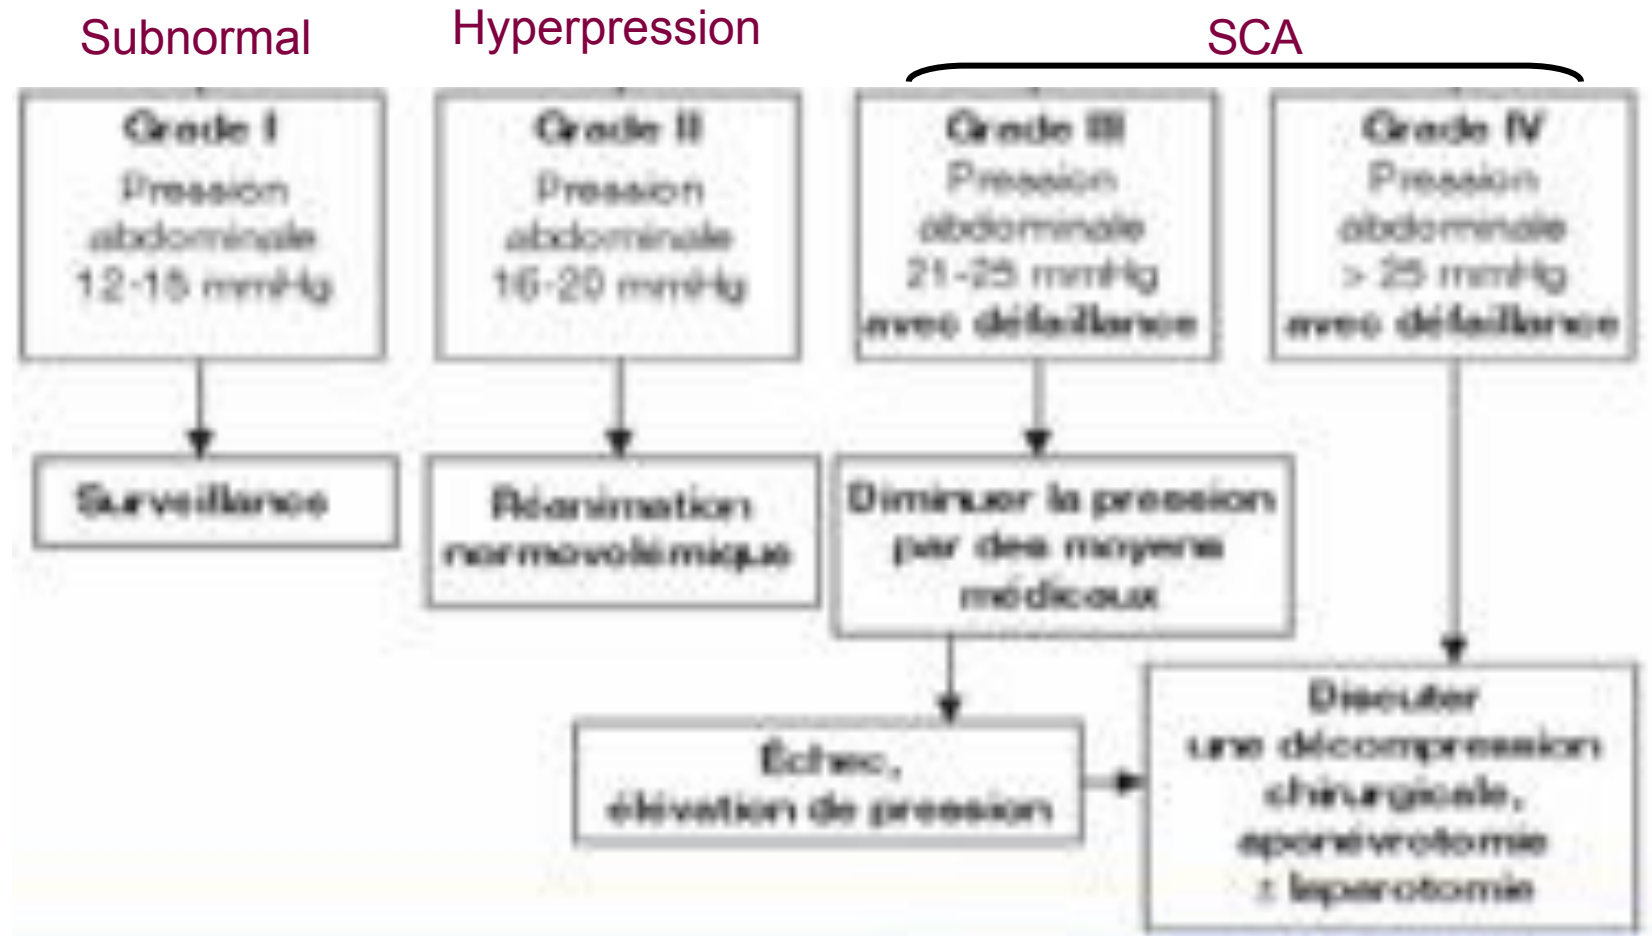 Subnormal
Hyperpression
SCA
Grade I
Pression
abdominale
12-15 mmHg
Grade II
Pression
abdominale
16-20 mmHg
Grade III
Pression
abdominale
21-25 mmHg
avec défaillance
Grade IV
Pression
abdominale
> 25 mmHg
avec défaillance
Surveillance
Réanimation
normovolémique
Diminuer la pression
par des moyens
médicaux
Échec,
élévation de pression
Discuter
une décompression
chirurgicale,
aponévrotomie
± laparotomie